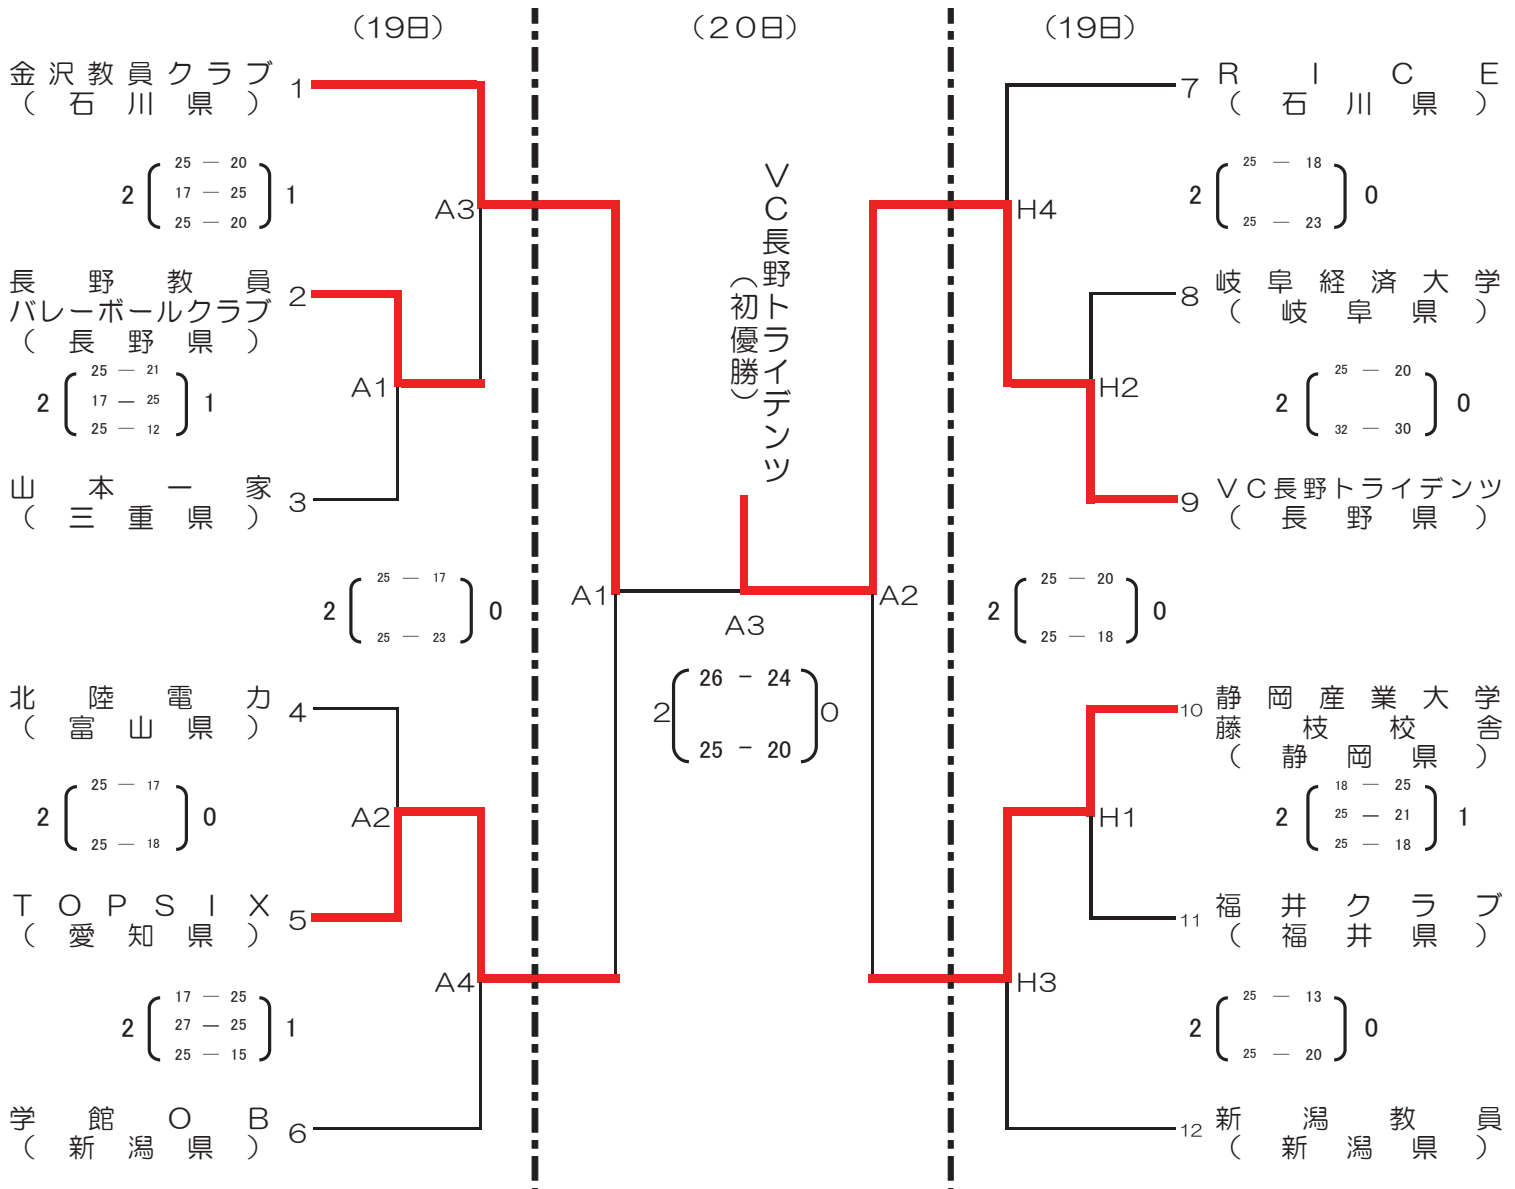 (19日)
(20日)
(19日)
金沢教員クラブ
(石川県)
1
2
25 — 20
17 — 25
25 — 20
1
A3
長野教員
バレーボールクラブ
(長野県)
2
2
25 — 21
17 — 25
25 — 12
1
A1
山本一家
(三重県)
3
2
25 — 17
25 — 23
0
A1
北陸電力
(富山県)
4
2
25 — 17
25 — 18
0
A2
TOPSIX
(愛知県)
5
A4
2
17 — 25
27 — 25
25 — 15
1
学館OB
(新潟県)
6
VC長野トライデンツ
(初優勝)
A3
2
26 - 24
25 - 20
0
7
RICE
(石川県)
2
25 — 18
25 — 23
0
H4
8
岐阜経済大学
(岐阜県)
H2
2
25 — 20
32 — 30
0
9
VC長野トライデンツ
(長野県)
A2
2
25 — 20
25 — 18
0
10
静岡産業大学
藤枝校舎
(静岡県)
H1
2
18 — 25
25 — 21
25 — 18
1
11
福井クラブ
(福井県)
H3
2
25 — 13
25 — 20
0
12
新潟教員
(新潟県)